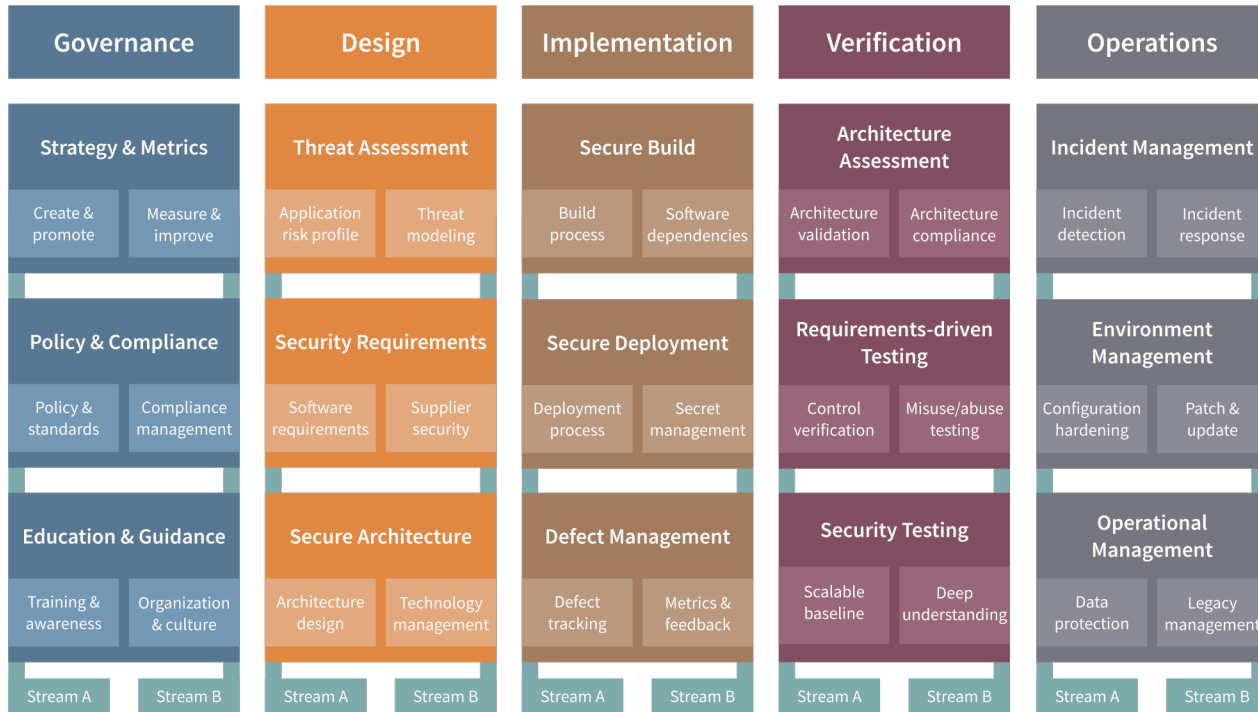 Governance
Design
Implementation
Verification
Operations
Strategy & Metrics
Create &
promote
Measure &
improve
Threat Assessment
Application
risk profile
Threat
modeling
Secure Build
Build
process
Software
dependencies
Architecture
Assessment
Architecture
validation
Architecture
compliance
Incident Management
Incident
detection
Incident
response
Policy & Compliance
Policy &
standards
Compliance
management
Security Requirements
Software
requirements
Supplier
security
Secure Deployment
Deployment
process
Secret
management
Requirements-driven
Testing
Control
verification
Misuse/abuse
testing
Environment
Management
Configuration
hardening
Patch &
update
Education & Guidance
Training &
awareness
Organization
& culture
Secure Architecture
Architecture
design
Technology
management
Defect Management
Defect
tracking
Metrics &
feedback
Security Testing
Scalable
baseline
Deep
understanding
Operational
Management
Data
protection
Legacy
management
Stream A
Stream B
Stream A
Stream B
Stream A
Stream B
Stream A
Stream B
Stream A
Stream B